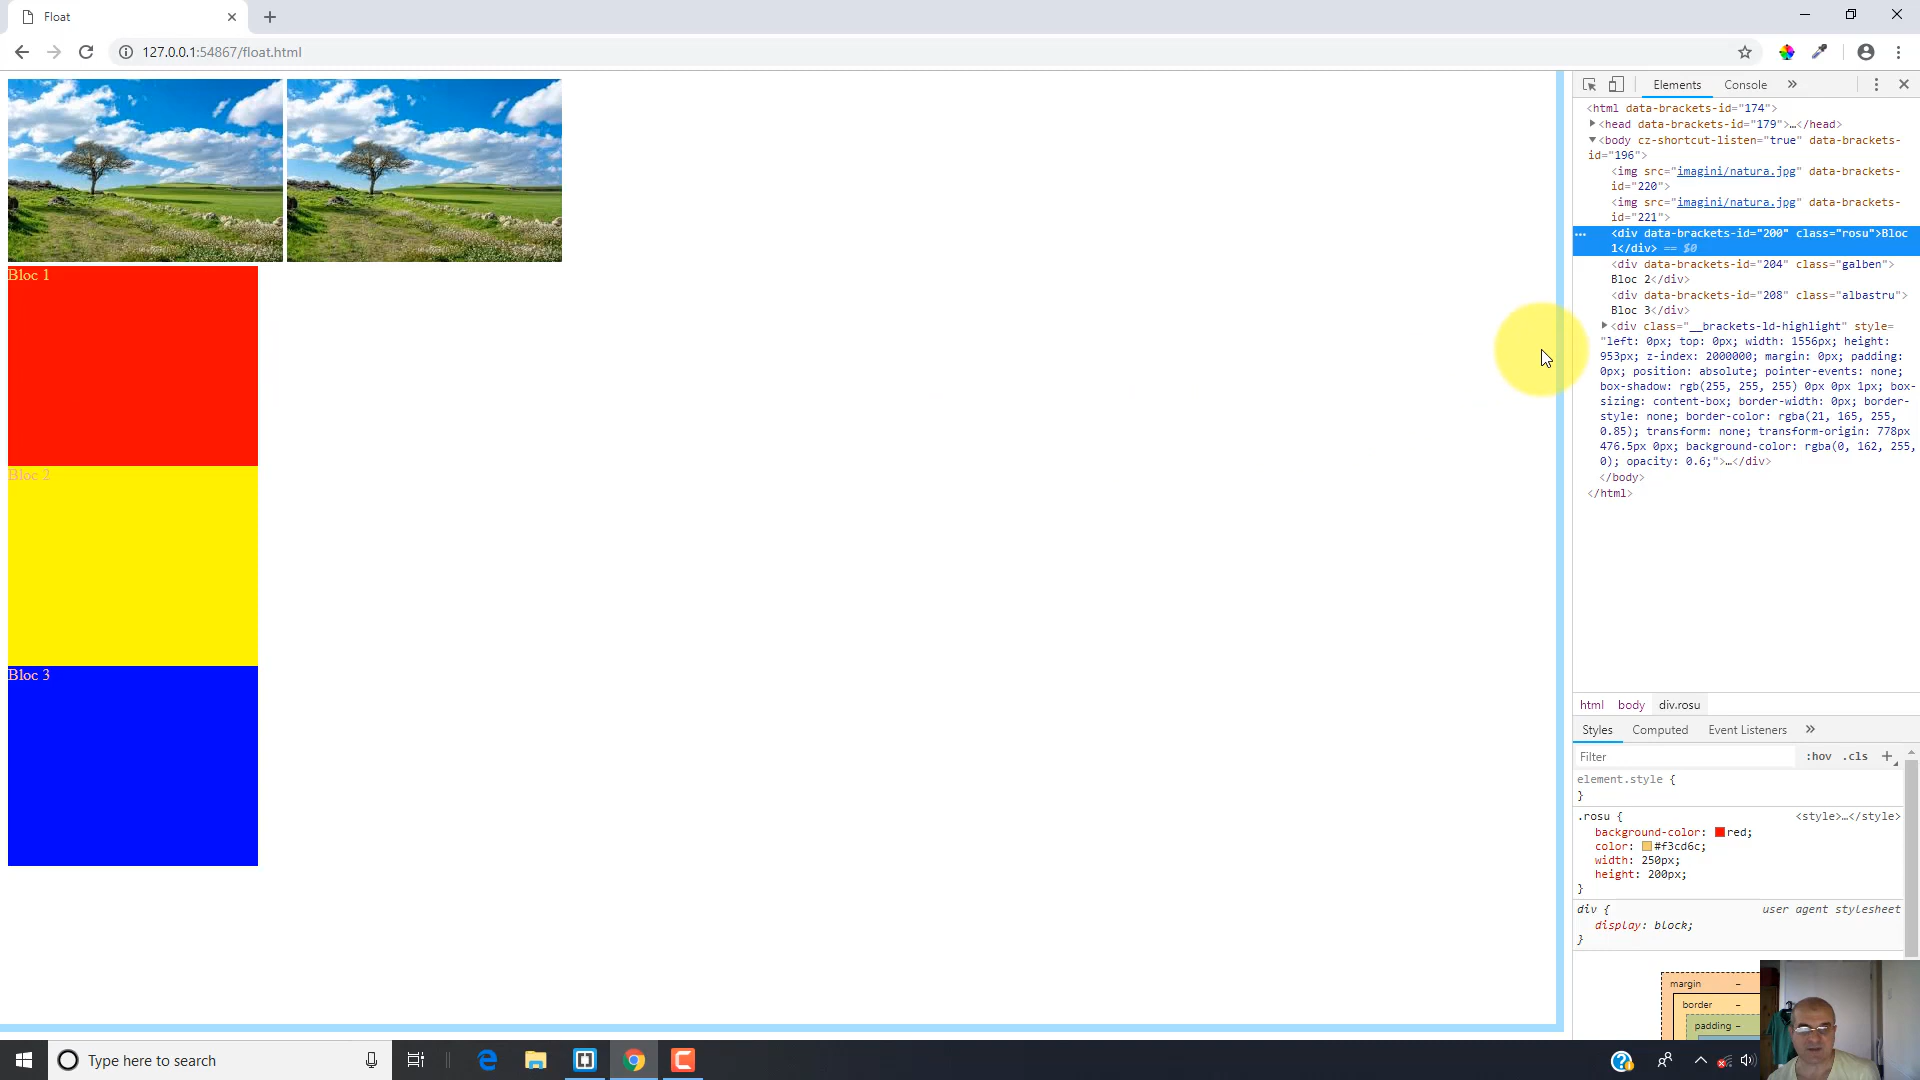 Float
127.0.0.1:54867/float.html
Bloc 1
Bloc 2
Bloc 3
Elements
Console
<html data-brackets-id="174">
<head data-brackets-id="179">…</head>
<body cz-shortcut-listen="true" data-brackets-
id="196">
<img src="imagini/natura.jpg" data-brackets-
id="220">
<img src="imagini/natura.jpg" data-brackets-
id="221">
<div data-brackets-id="200" class="rosu">Bloc
1</div> == $0
<div data-brackets-id="204" class="galben">
Bloc 2</div>
<div data-brackets-id="208" class="albastru">
Bloc 3</div>
<div class="__brackets-ld-highlight" style=
"left: 0px; top: 0px; width: 1556px; height:
953px; z-index: 2000000; margin: 0px; padding:
0px; position: absolute; pointer-events: none;
box-shadow: rgb(255, 255, 255) 0px 0px 1px; box-
sizing: content-box; border-width: 0px; border-
style: none; border-color: rgba(21, 165, 255,
0.85); transform: none; transform-origin: 778px
476.5px 0px; background-color: rgba(0, 162, 255,
0); opacity: 0.6;">…</div>
</body>
</html>
html body div.rosu
Styles Computed Event Listeners
Filter
:hov .cls +
element.style {
}
.rosu { <style>…</style>
background-color: red;
color: #f3cd6c;
width: 250px;
height: 200px;
}
div { user agent stylesheet
display: block;
}
margin –
border –
padding –
Type here to search